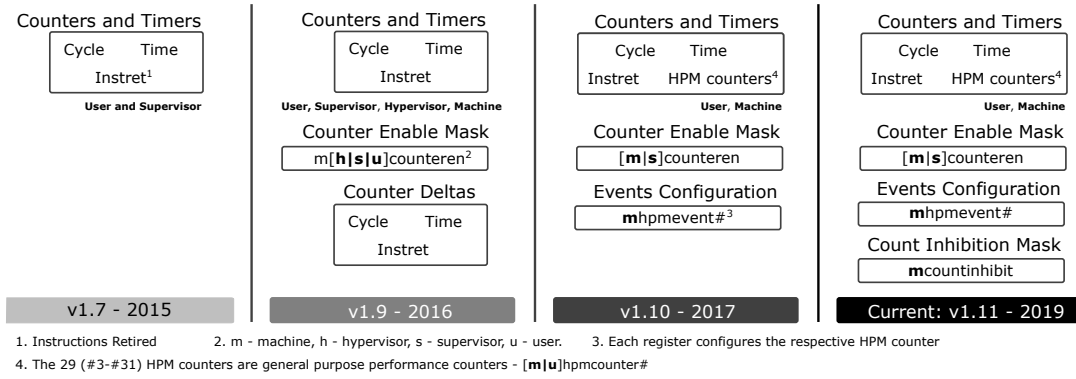 Counters and Timers
Cycle Time
Instret1
User and Supervisor
v1.7 - 2015
Counters and Timers
Cycle Time
Instret
User, Supervisor, Hypervisor, Machine
Counter Enable Mask
m[h|s|u]counteren2
Counter Deltas
Cycle Time
Instret
v1.9 - 2016
Counters and Timers
Cycle Time
Instret HPM counters4
User, Machine
Counter Enable Mask
[m|s]counteren
Events Configuration
mhpmevent#3
v1.10 - 2017
Counters and Timers
Cycle Time
Instret HPM counters4
User, Machine
Counter Enable Mask
[m|s]counteren
Events Configuration
mhpmevent#
Count Inhibition Mask
mcountinhibit
Current: v1.11 - 2019
1. Instructions Retired 2. m - machine, h - hypervisor, s - supervisor, u - user. 3. Each register configures the respective HPM counter
4. The 29 (#3-#31) HPM counters are general purpose performance counters - [m|u]hpmcounter#